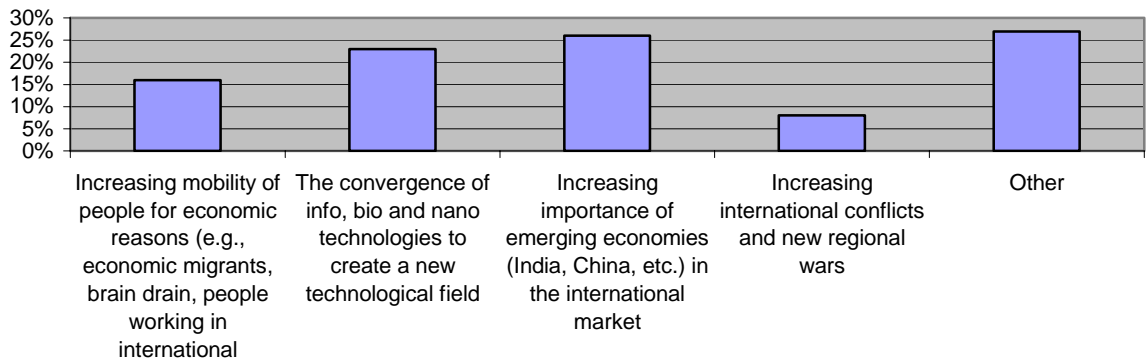 30%
25%
20%
15%
10%
5%
0%
Increasing mobility of
people for economic
reasons (e.g.,
economic migrants,
brain drain, people
working in
international
The convergence of
info, bio and nano
technologies to
create a new
technological field
Increasing
importance of
emerging economies
(India, China, etc.) in
the international
market
Increasing
international conflicts
and new regional
wars
Other